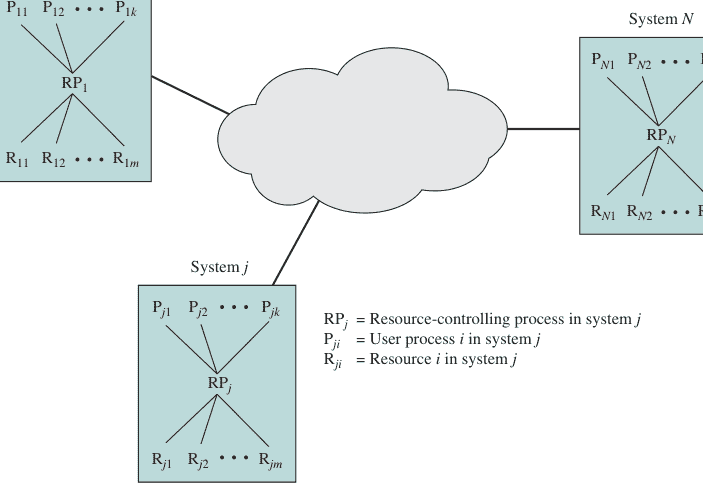 P11 P12 • • • P1k
RP1
R11 R12 • • • R1m
System N
PN1 PN2 • • •
RPN
RN1 RN2 • • •
System j
Pj1 Pj2 • • • Pjk
RPj
Rj1 Rj2 • • • Rjm
RPj = Resource-controlling process in system j
Pji = User process i in system j
Rji = Resource i in system j